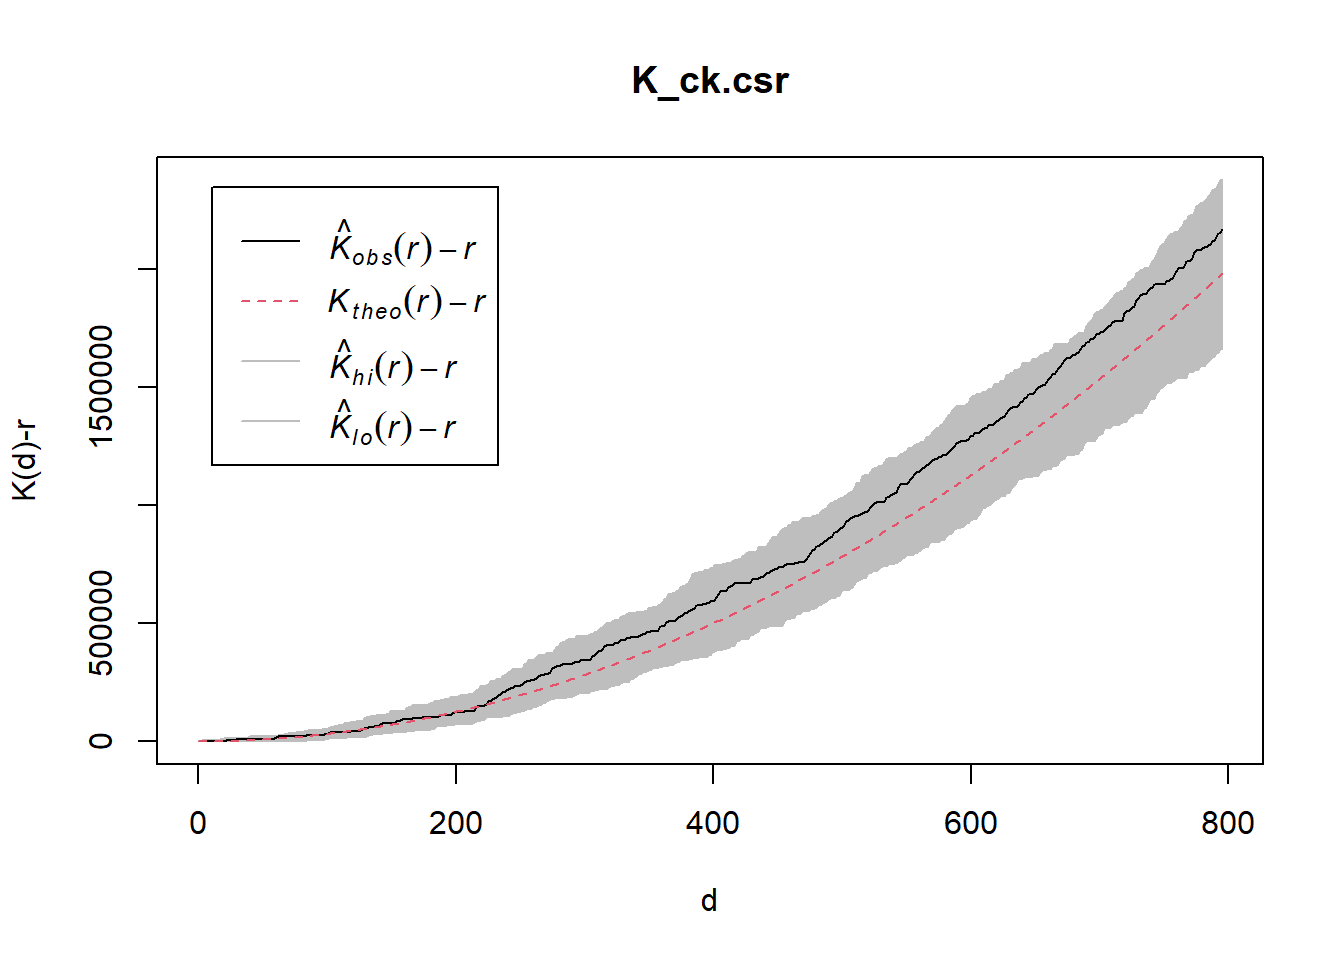 K_ck.csr
K̂obs(r) − r
Ktheo(r) − r
K̂hi(r) − r
K̂lo(r) − r
K(d)-r
0
500000
1500000
0 200 400 600 800
d